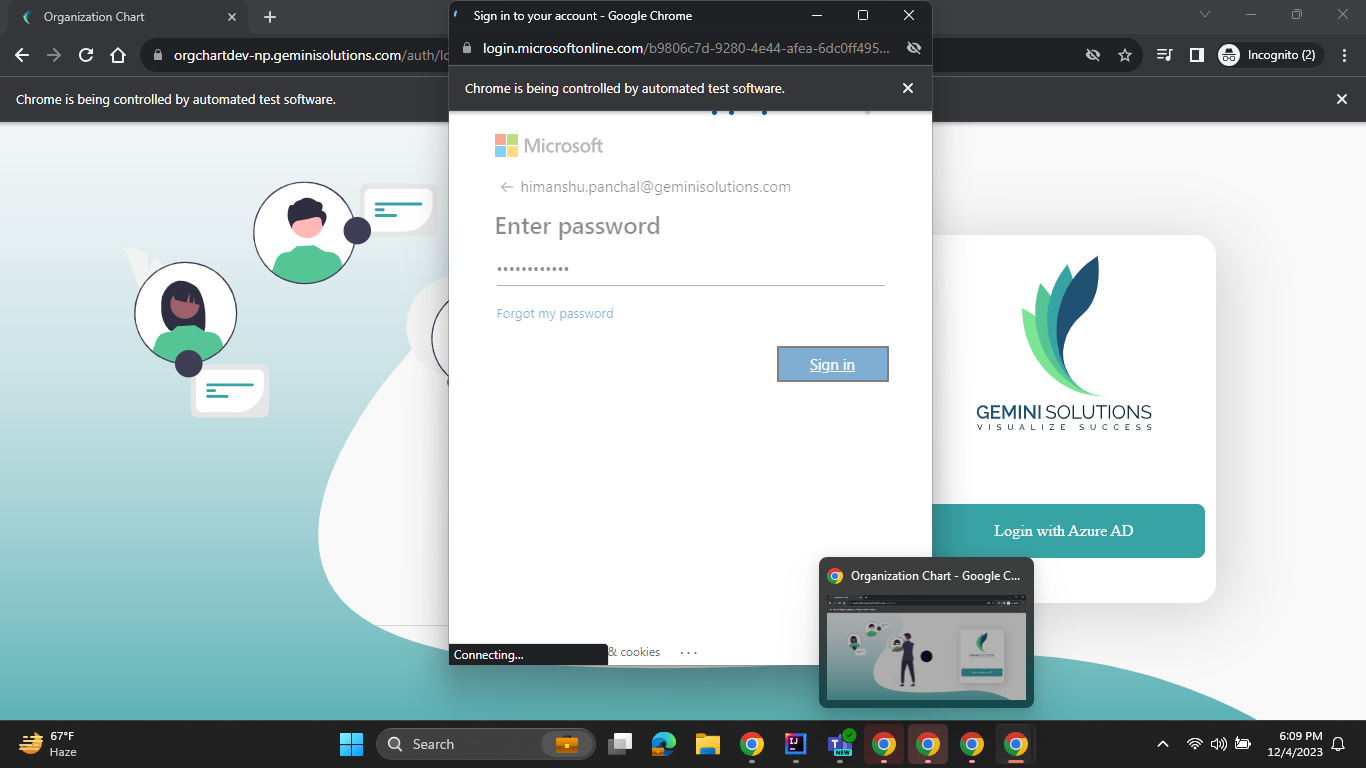 Organization Chart
orgchartdev-np.geminisolutions.com/auth/lo
Incognito (2)
Chrome is being controlled by automated test software.
Sign in to your account - Google Chrome
login.microsoftonline.com/b9806c7d-9280-4e44-afea-6dc0ff495...
Chrome is being controlled by automated test software.
Microsoft
himanshu.panchal@geminisolutions.com
Enter password
••••••••••••
Forgot my password
Sign in
& cookies
Connecting...
GEMINI SOLUTIONS
VISUALIZE SUCCESS
Login with Azure AD
Organization Chart - Google C...
67°F
Haze
Search
NEW
6:09 PM
12/4/2023